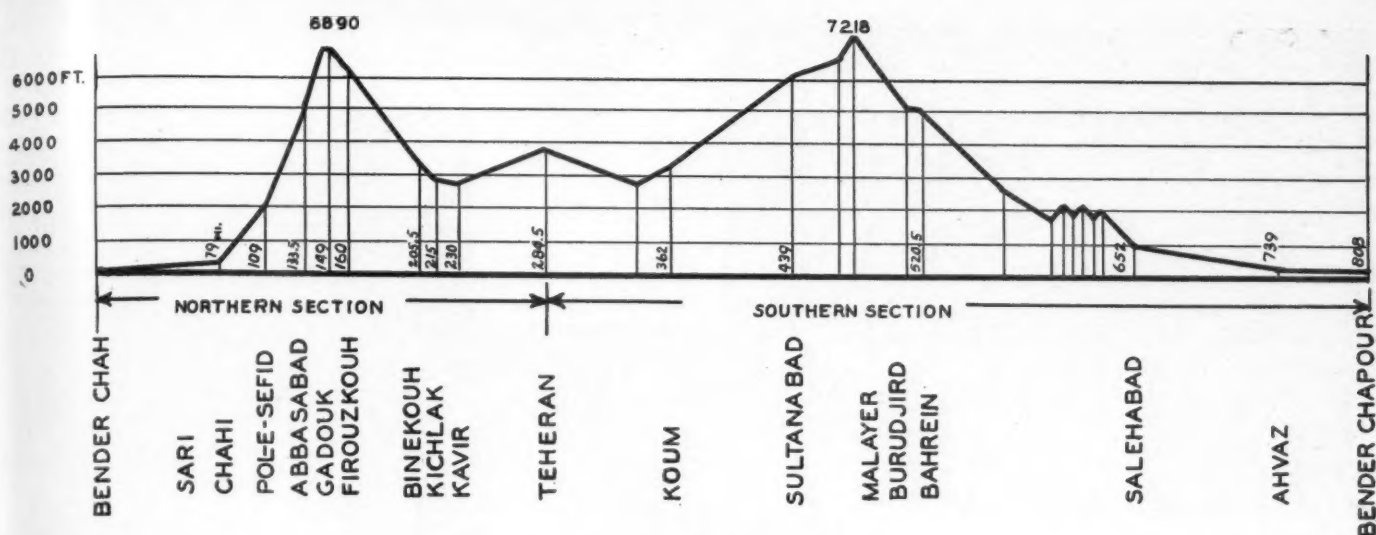 6890
7218
6000 FT.
5000
4000
3000
2000
1000
0
79 MI.
109
133.5
149
160
205.5
215
230
284.5
362
439
520.5
652
739
808
NORTHERN SECTION
SOUTHERN SECTION
BENDER CHAH
SARI
CHAHI
POL-E-SEFID
ABBASABAD
GADOUK
FIROUZKOUH
BINEKOUH
KICHLAK
KAVIR
TEHERAN
KOUM
SULTANABAD
MALAYER
BURUDJIRD
BAHREIN
SALEHABAD
AHVAZ
BENDER CHAPOURY